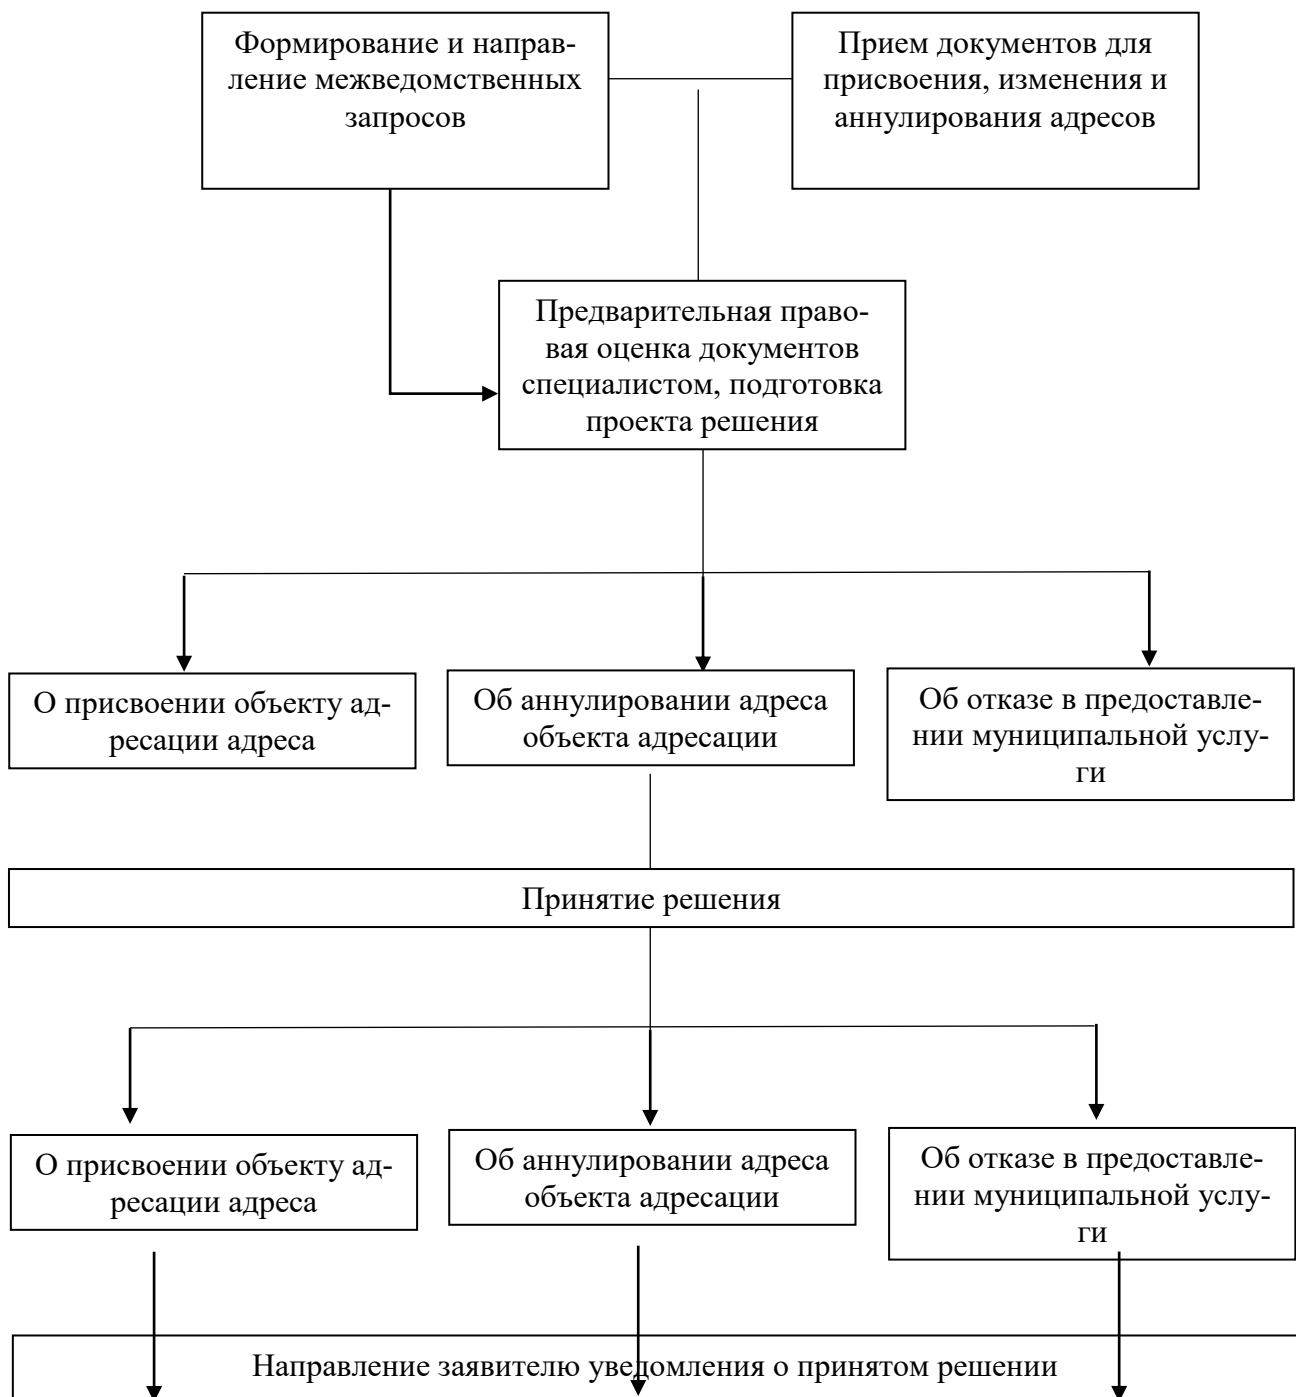 Формирование и направ-
ление межведомственных
запросов
Прием документов для
присвоения, изменения и
аннулирования адресов
Предварительная право-
вая оценка документов
специалистом, подготовка
проекта решения
О присвоении объекту ад-
ресации адреса
Об аннулировании адреса
объекта адресации
Об отказе в предоставле-
нии муниципальной услу-
ги
Принятие решения
О присвоении объекту ад-
ресации адреса
Об аннулировании адреса
объекта адресации
Об отказе в предоставле-
нии муниципальной услу-
ги
Направление заявителю уведомления о принятом решении